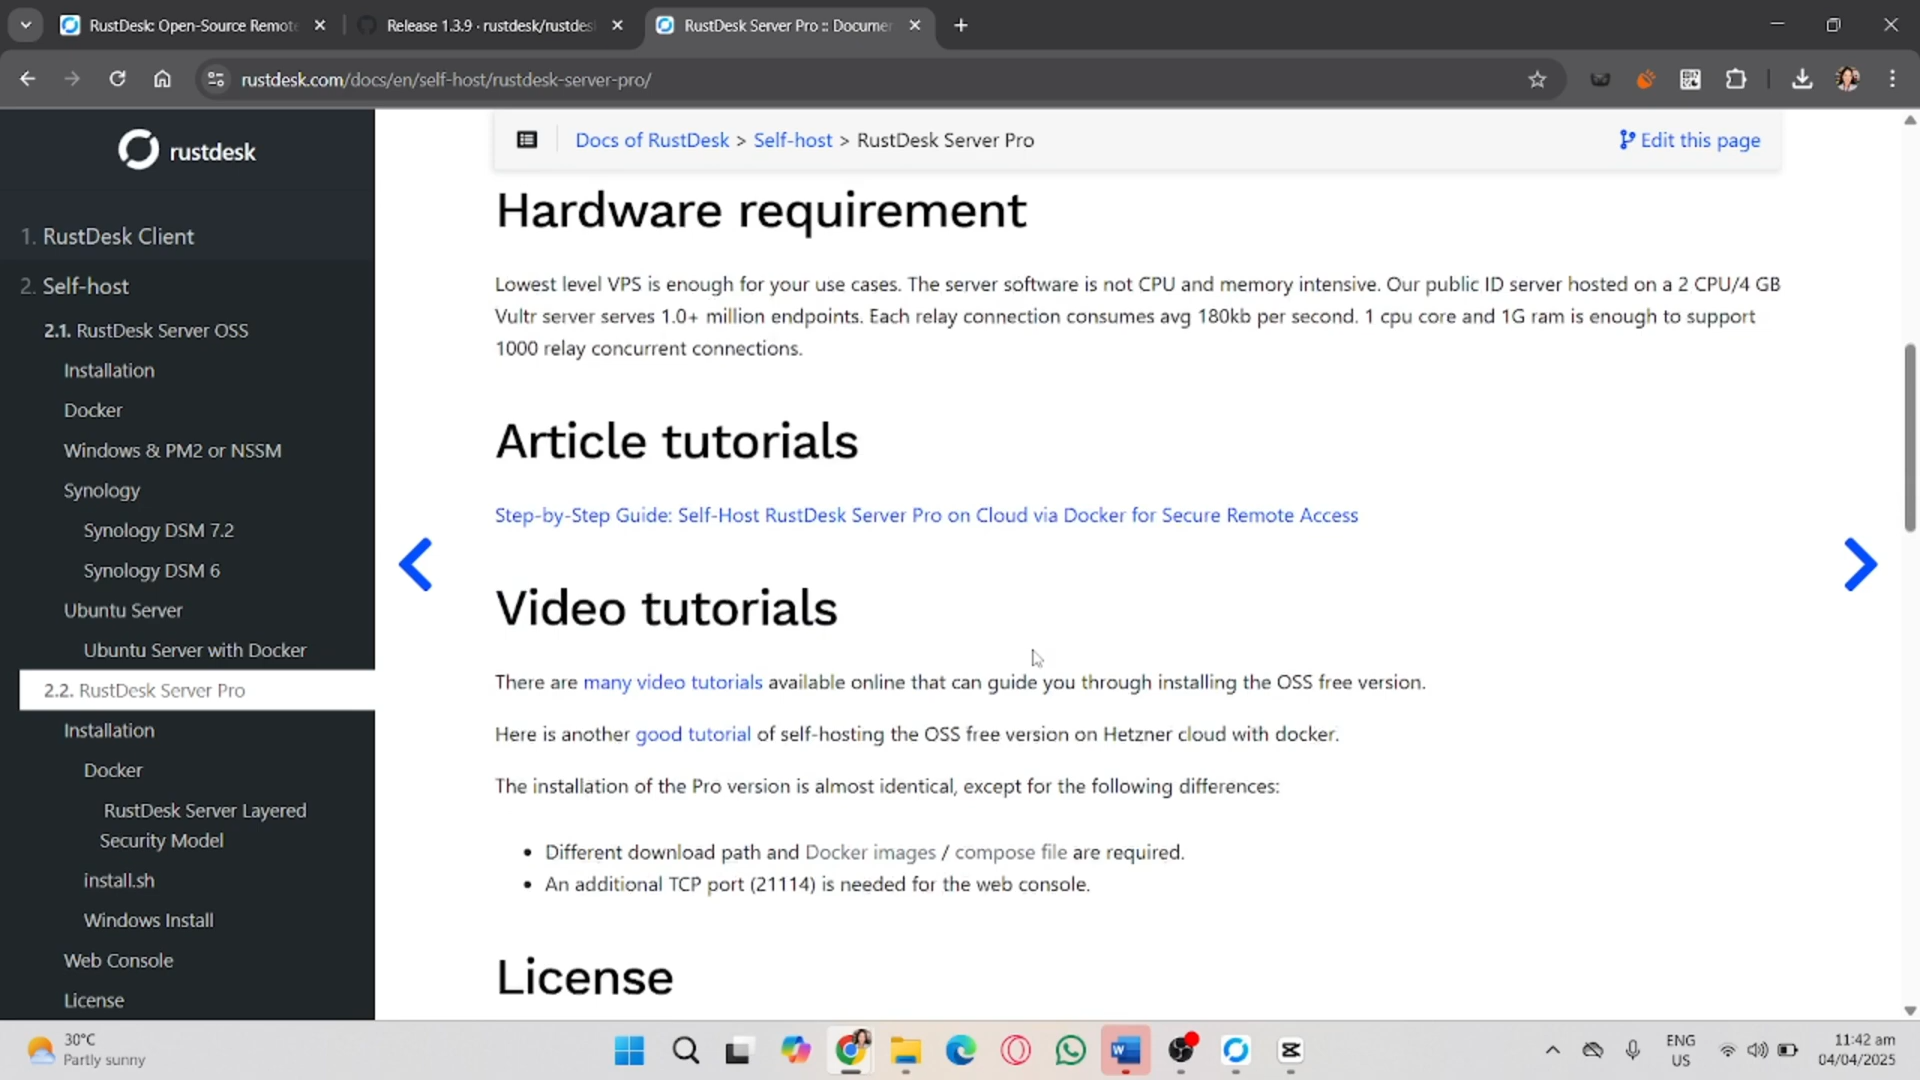 RustDesk: Open-Source Remot
Release 1.3.9 · rustdesk/rustdes
RustDesk Server Pro :: Documen
rustdesk.com/docs/en/self-host/rustdesk-server-pro/
rustdesk
1. RustDesk Client
2. Self-host
2.1. RustDesk Server OSS
Installation
Docker
Windows & PM2 or NSSM
Synology
Synology DSM 7.2
Synology DSM 6
Ubuntu Server
Ubuntu Server with Docker
2.2. RustDesk Server Pro
Installation
Docker
RustDesk Server Layered
Security Model
install.sh
Windows Install
Web Console
License
Docs of RustDesk > Self-host > RustDesk Server Pro
Edit this page
Hardware requirement
Lowest level VPS is enough for your use cases. The server software is not CPU and memory intensive. Our public ID server hosted on a 2 CPU/4 GB
Vultr server serves 1.0+ million endpoints. Each relay connection consumes avg 180kb per second. 1 cpu core and 1G ram is enough to support
1000 relay concurrent connections.
Article tutorials
Step-by-Step Guide: Self-Host RustDesk Server Pro on Cloud via Docker for Secure Remote Access
Video tutorials
There are many video tutorials available online that can guide you through installing the OSS free version.
Here is another good tutorial of self-hosting the OSS free version on Hetzner cloud with docker.
The installation of the Pro version is almost identical, except for the following differences:
• Different download path and Docker images / compose file are required.
• An additional TCP port (21114) is needed for the web console.
License
30°C
Partly sunny
ENG
US
11:42 am
04/04/2025